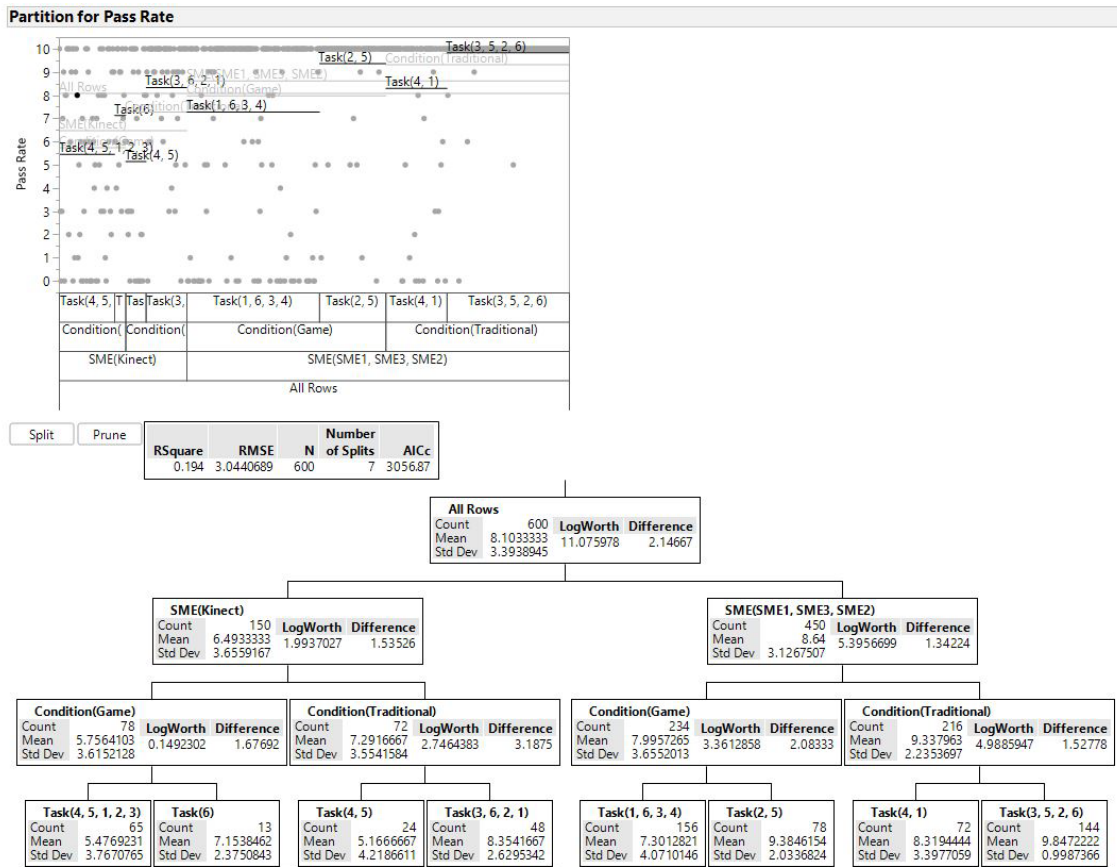 Partition for Pass Rate
10
9
8
7
6
5
4
3
2
1
0
Pass Rate
Task(3, 5, 2, 6)
Task(2, 5)
Condition(Traditional)
SME(SME1, SME3, SME2)
Task(3, 6, 2, 1)
Task(4, 1)
All Rows
Condition(Game)
Task(6)
Task(1, 6, 3, 4)
SME(Kinect)
Task(4, 5, 1, 2, 3)
Task(4, 5)
Task(4, 5, T Tas Task(3, Task(1, 6, 3, 4) Task(2, 5) Task(4, 1) Task(3, 5, 2, 6)
Condition( Condition( Condition(Game) Condition(Traditional)
SME(Kinect) SME(SME1, SME3, SME2)
All Rows
Split Prune
RSquare RMSE N Number of Splits AICc
0.194 3.0440689 600 7 3056.87
All Rows
Count 600 LogWorth Difference
Mean 8.1033333 11.075978 2.14667
Std Dev 3.3938945
SME(Kinect)
Count 150 LogWorth Difference
Mean 6.4933333 1.9937027 1.53526
Std Dev 3.6559167
SME(SME1, SME3, SME2)
Count 450 LogWorth Difference
Mean 8.64 5.3956699 1.34224
Std Dev 3.1267507
Condition(Game)
Count 78 LogWorth Difference
Mean 5.7564103 0.1492302 1.67692
Std Dev 3.6152128
Condition(Traditional)
Count 72 LogWorth Difference
Mean 7.2916667 2.7464383 3.1875
Std Dev 3.5541584
Condition(Game)
Count 234 LogWorth Difference
Mean 7.9957265 3.3612858 2.08333
Std Dev 3.6552013
Condition(Traditional)
Count 216 LogWorth Difference
Mean 9.337963 4.9885947 1.52778
Std Dev 2.2353697
Task(4, 5, 1, 2, 3)
Count 65
Mean 5.4769231
Std Dev 3.7670765
Task(6)
Count 13
Mean 7.1538462
Std Dev 2.3750843
Task(4, 5)
Count 24
Mean 5.1666667
Std Dev 4.2186611
Task(3, 6, 2, 1)
Count 48
Mean 8.3541667
Std Dev 2.6295342
Task(1, 6, 3, 4)
Count 156
Mean 7.3012821
Std Dev 4.0710146
Task(2, 5)
Count 78
Mean 9.3846154
Std Dev 2.0336824
Task(4, 1)
Count 72
Mean 8.3194444
Std Dev 3.3977059
Task(3, 5, 2, 6)
Count 144
Mean 9.8472222
Std Dev 0.9987366